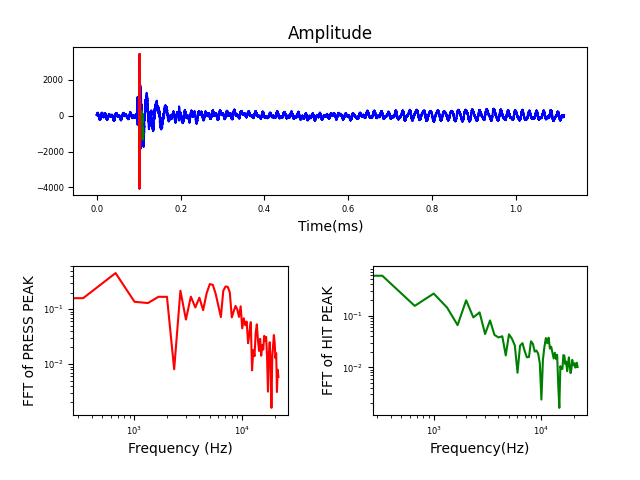 Amplitude
2000
0
−2000
−4000
0.0 0.2 0.4 0.6 0.8 1.0
Time(ms)
FFT of PRESS PEAK
10⁻¹
10⁻²
10³ 10⁴
Frequency (Hz)
FFT of HIT PEAK
10⁻¹
10⁻²
10³ 10⁴
Frequency(Hz)